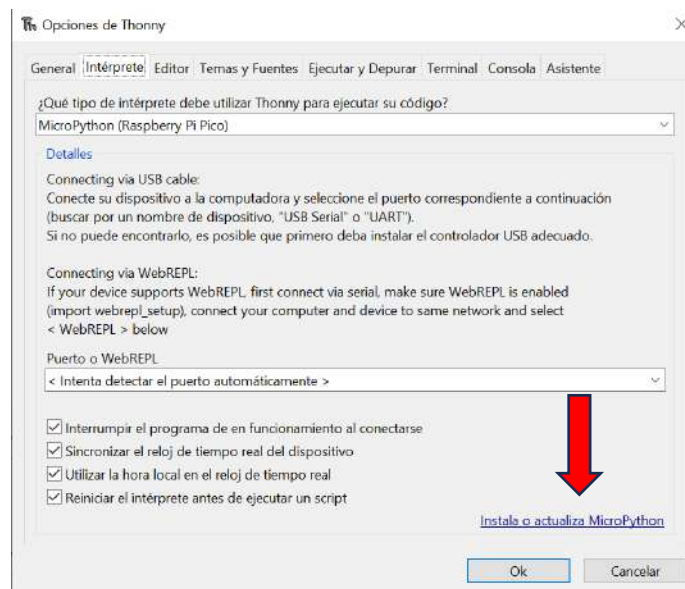 Opciones de Thonny
General Intérprete Editor Temas y Fuentes Ejecutar y Depurar Terminal Consola Asistente
¿Qué tipo de intérprete debe utilizar Thonny para ejecutar su código?
MicroPython (Raspberry Pi Pico)
Detalles
Connecting via USB cable:
Conecte su dispositivo a la computadora y seleccione el puerto correspondiente a continuación
(buscar por un nombre de dispositivo, "USB Serial" o "UART").
Si no puede encontrarlo, es posible que primero deba instalar el controlador USB adecuado.
Connecting via WebREPL:
If your device supports WebREPL, first connect via serial, make sure WebREPL is enabled
(import webrepl_setup), connect your computer and device to same network and select
< WebREPL > below
Puerto o WebREPL
< Intenta detectar el puerto automáticamente >
Interrumpir el programa de en funcionamiento al conectarse
Sincronizar el reloj de tiempo real del dispositivo
Utilizar la hora local en el reloj de tiempo real
Reiniciar el intérprete antes de ejecutar un script
Instala o actualiza MicroPython
Ok Cancelar